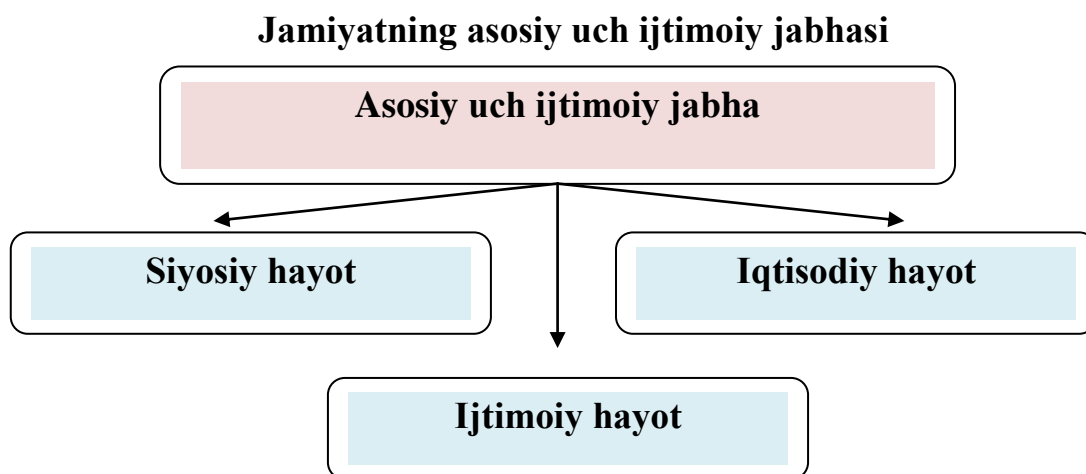 Jamiyatning asosiy uch ijtimoiy jabhasi
Asosiy uch ijtimoiy jabha
Siyosiy hayot
Iqtisodiy hayot
Ijtimoiy hayot